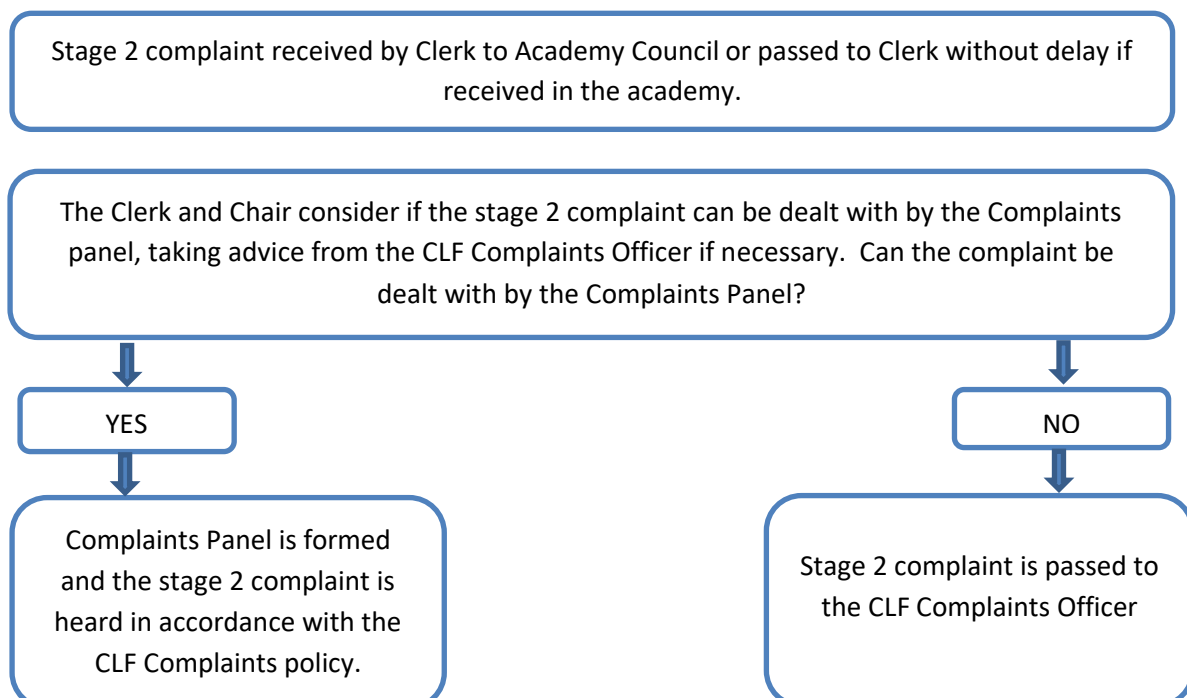 Stage 2 complaint received by Clerk to Academy Council or passed to Clerk without delay if
received in the academy.
The Clerk and Chair consider if the stage 2 complaint can be dealt with by the Complaints
panel, taking advice from the CLF Complaints Officer if necessary.  Can the complaint be
dealt with by the Complaints Panel?
YES
NO
Complaints Panel is formed
and the stage 2 complaint is
heard in accordance with the
CLF Complaints policy.
Stage 2 complaint is passed to
the CLF Complaints Officer